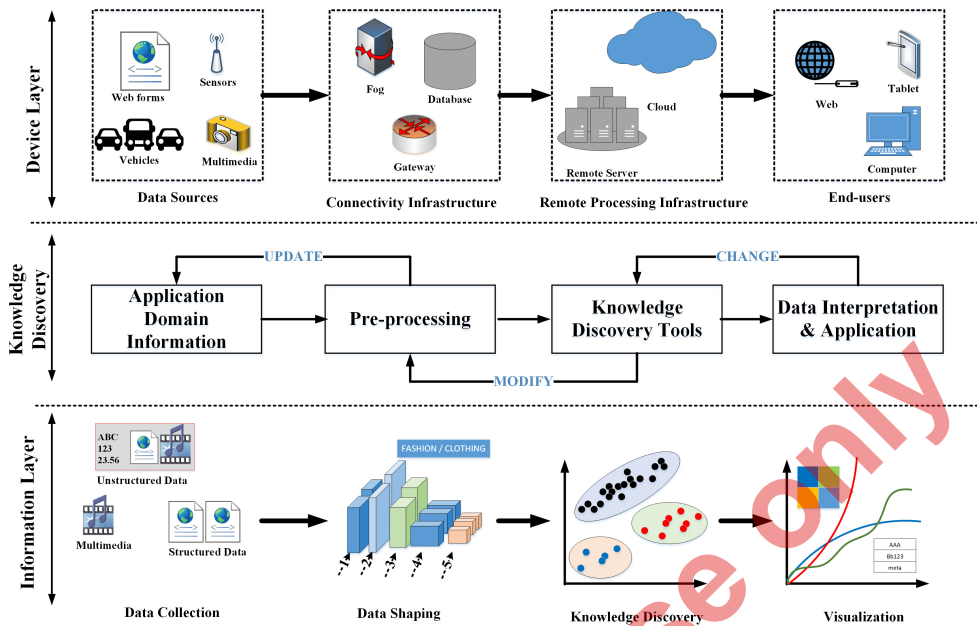 Device Layer
Web forms
Sensors
Vehicles
Multimedia
Data Sources
Fog
Database
Gateway
Connectivity Infrastructure
Cloud
Remote Server
Remote Processing Infrastructure
Web
Tablet
Computer
End-users
Knowledge
Discovery
UPDATE
CHANGE
Application
Domain
Information
Pre-processing
Knowledge
Discovery Tools
Data Interpretation
& Application
MODIFY
Information Layer
ABC
123
23.56
Unstructured Data
Multimedia
Structured Data
Data Collection
FASHION / CLOTHING
--1
--2
--3
--4
--5
Data Shaping
Knowledge Discovery
AAA
Bb123
meta
Visualization
only